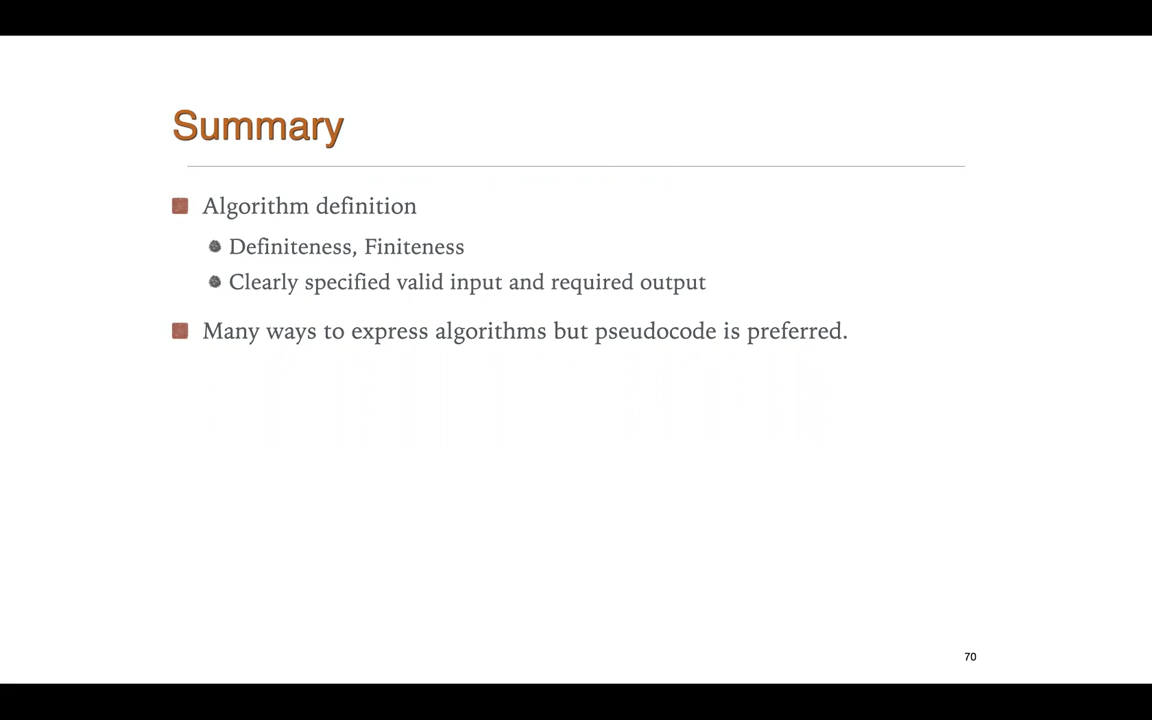 Summary
Algorithm definition
Definiteness, Finiteness
Clearly specified valid input and required output
Many ways to express algorithms but pseudocode is preferred.
70